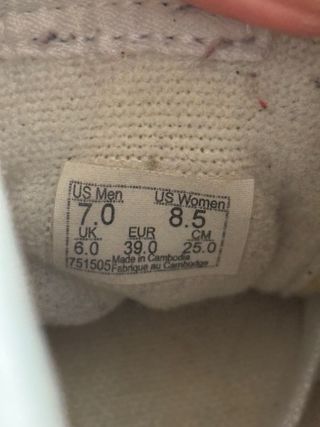 US Men US Women
7.0 8.5
UK EUR CM
6.0 39.0 25.0
751505 Made in Cambodia
Fabrique au Cambodge